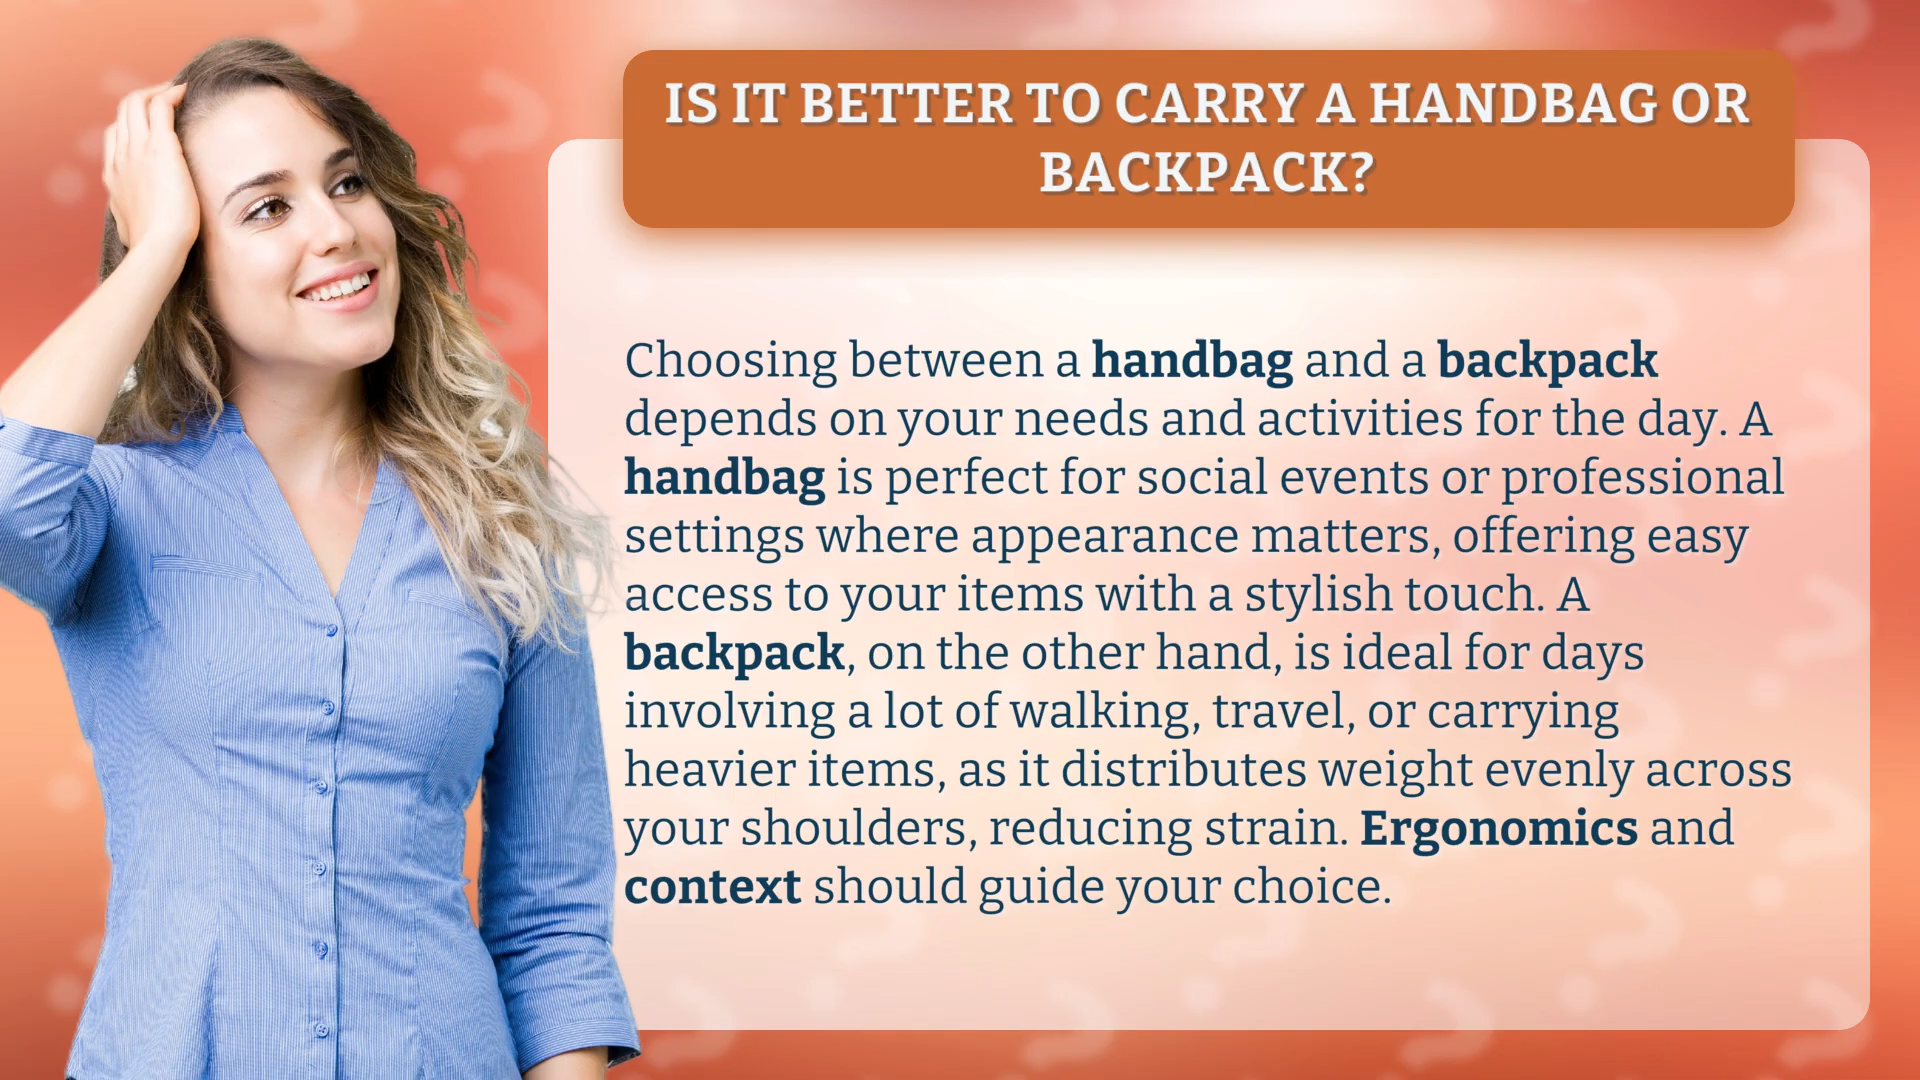 IS IT BETTER TO CARRY A HANDBAG OR
BACKPACK?
Choosing between a handbag and a backpack
depends on your needs and activities for the day. A
handbag is perfect for social events or professional
settings where appearance matters, offering easy
access to your items with a stylish touch. A
backpack, on the other hand, is ideal for days
involving a lot of walking, travel, or carrying
heavier items, as it distributes weight evenly across
your shoulders, reducing strain. Ergonomics and
context should guide your choice.